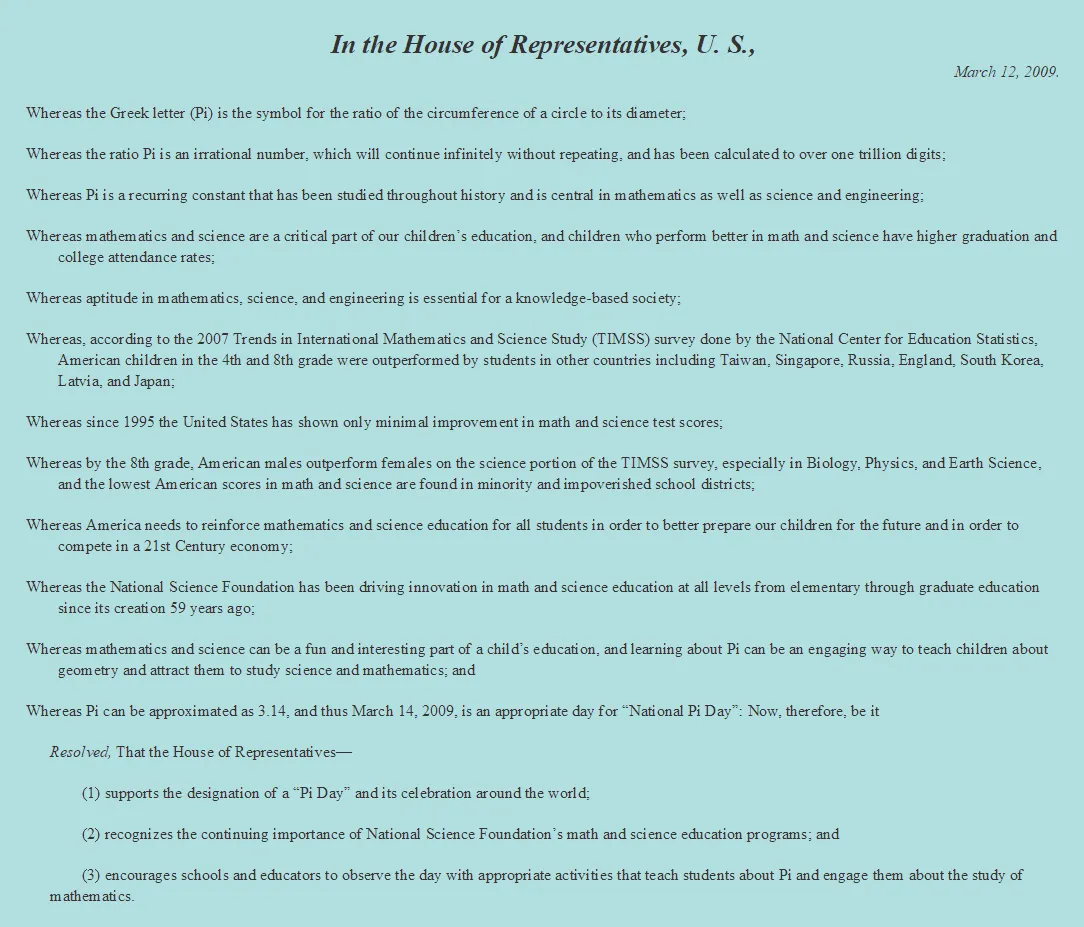 In the House of Representatives, U. S.,
March 12, 2009.
Whereas the Greek letter (Pi) is the symbol for the ratio of the circumference of a circle to its diameter;
Whereas the ratio Pi is an irrational number, which will continue infinitely without repeating, and has been calculated to over one trillion digits;
Whereas Pi is a recurring constant that has been studied throughout history and is central in mathematics as well as science and engineering;
Whereas mathematics and science are a critical part of our children’s education, and children who perform better in math and science have higher graduation and
college attendance rates;
Whereas aptitude in mathematics, science, and engineering is essential for a knowledge-based society;
Whereas, according to the 2007 Trends in International Mathematics and Science Study (TIMSS) survey done by the National Center for Education Statistics,
American children in the 4th and 8th grade were outperformed by students in other countries including Taiwan, Singapore, Russia, England, South Korea,
Latvia, and Japan;
Whereas since 1995 the United States has shown only minimal improvement in math and science test scores;
Whereas by the 8th grade, American males outperform females on the science portion of the TIMSS survey, especially in Biology, Physics, and Earth Science,
and the lowest American scores in math and science are found in minority and impoverished school districts;
Whereas America needs to reinforce mathematics and science education for all students in order to better prepare our children for the future and in order to
compete in a 21st Century economy;
Whereas the National Science Foundation has been driving innovation in math and science education at all levels from elementary through graduate education
since its creation 59 years ago;
Whereas mathematics and science can be a fun and interesting part of a child’s education, and learning about Pi can be an engaging way to teach children about
geometry and attract them to study science and mathematics; and
Whereas Pi can be approximated as 3.14, and thus March 14, 2009, is an appropriate day for “National Pi Day”: Now, therefore, be it
Resolved, That the House of Representatives—
(1) supports the designation of a “Pi Day” and its celebration around the world;
(2) recognizes the continuing importance of National Science Foundation’s math and science education programs; and
(3) encourages schools and educators to observe the day with appropriate activities that teach students about Pi and engage them about the study of
mathematics.